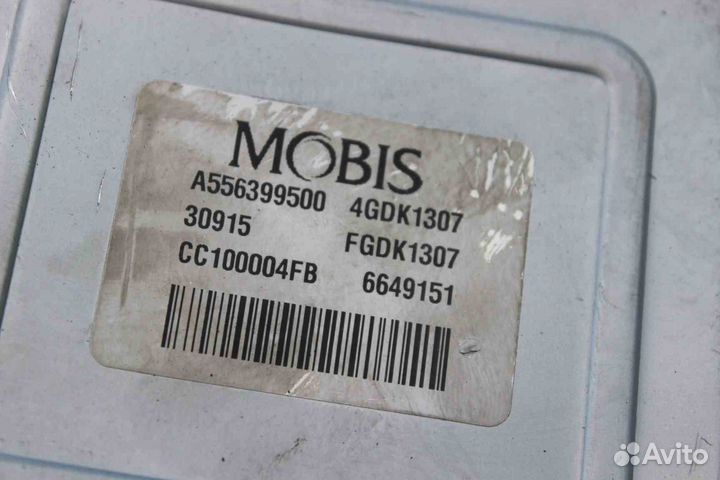 MOBIS
A556399500 4GDK1307
30915 FGDK1307
CC100004FB 6649151
Avito